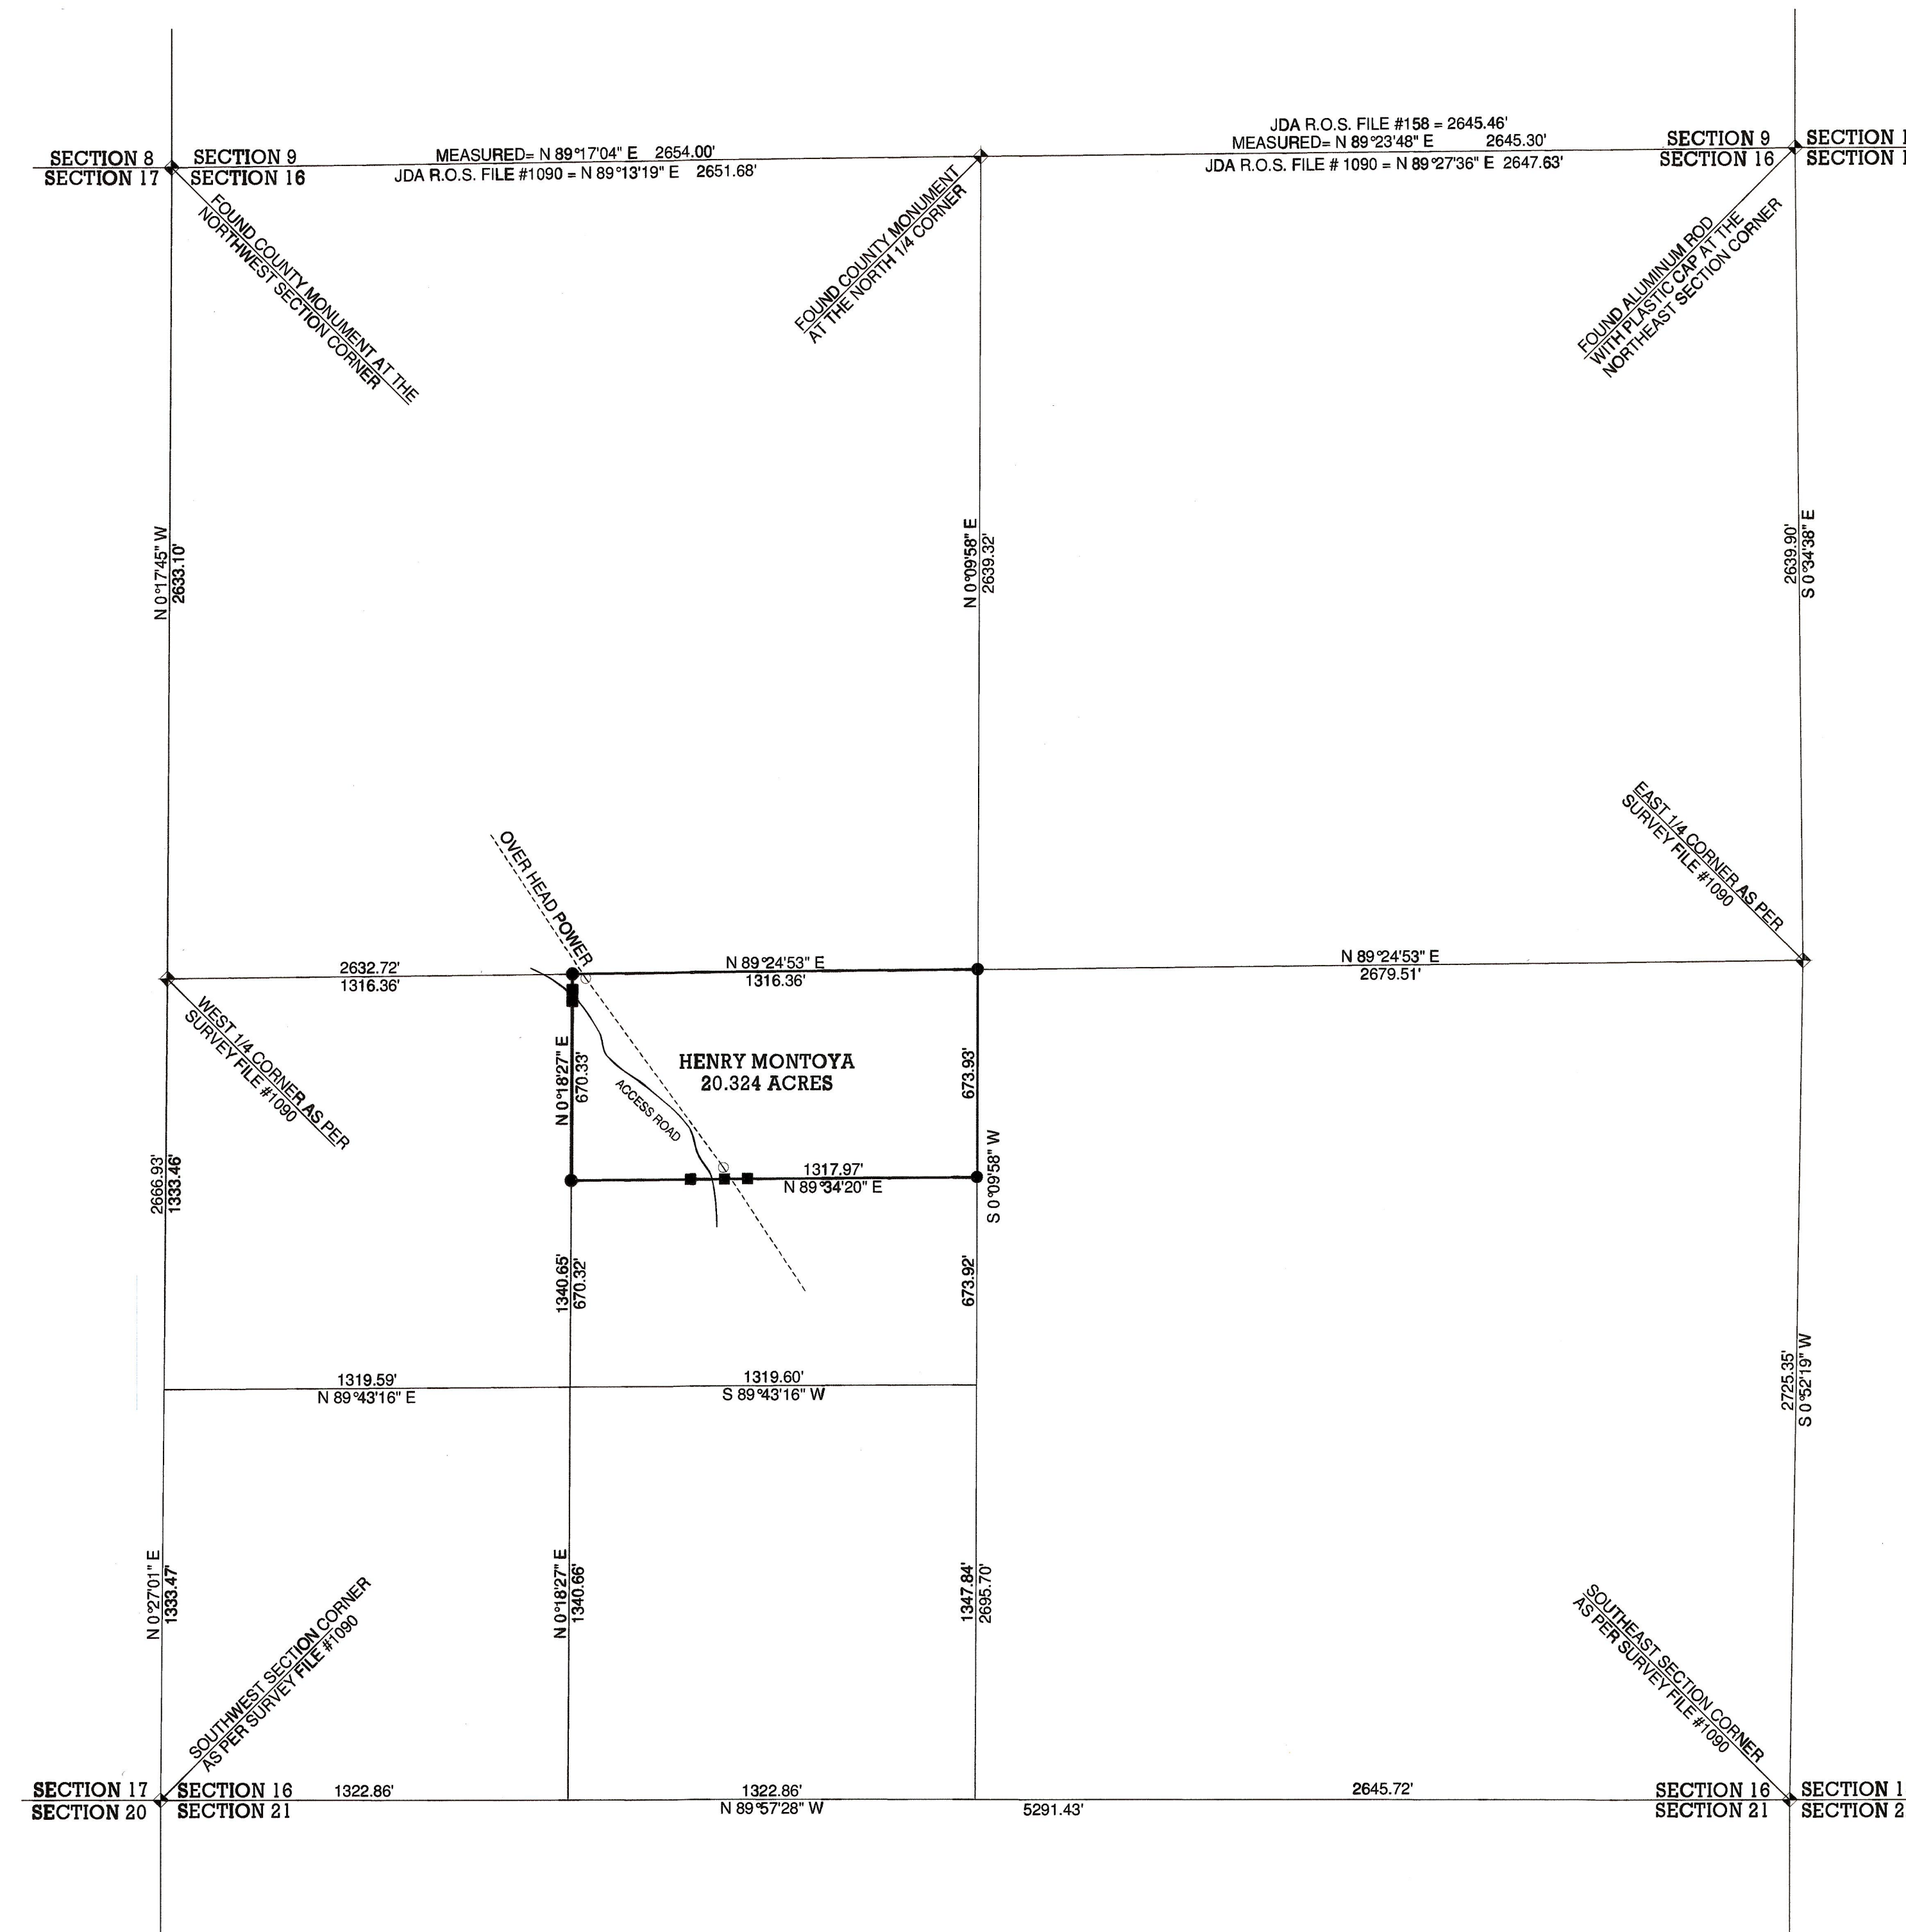 JDA R.O.S. FILE #158 = 2645.46'
MEASURED= N 89°17'04" E 2654.00'
MEASURED= N 89°23'48" E 2645.30'
JDA R.O.S. FILE #1090 = N 89°13'19" E 2651.68'
JDA R.O.S. FILE # 1090 = N 89°27'36" E 2647.63'
SECTION 8
SECTION 9
SECTION 17
SECTION 16
SECTION 9
SECTION
SECTION 16
SECTION
FOUND COUNTY MONUMENT AT THE
NORTHWEST SECTION CORNER
FOUND COUNTY MONUMENT
AT THE NORTH 1/4 CORNER
FOUND ALUMINUM ROD
WITH PLASTIC CAP AT THE
NORTHEAST SECTION CORNER
N 0°17'45" W
2633.10'
N 0°09'58" E
2639.32'
2639.90'
S 0°34'38" E
EAST 1/4 CORNER AS PER
SURVEY FILE #1090
OVER HEAD POWER
2632.72'
1316.36'
N 89°24'53" E
1316.36'
N 89°24'53" E
2679.51'
WEST 1/4 CORNER AS PER
SURVEY FILE #1090
N 0°18'27" E
670.33'
HENRY MONTOYA
20.324 ACRES
ACCESS ROAD
673.93'
S 0°09'58" W
1317.97'
N 89°34'20" E
2666.93'
1333.46'
1340.65'
670.32'
673.92'
1319.59'
N 89°43'16" E
1319.60'
S 89°43'16" W
2725.35'
S 0°52'19" W
N 0°27'01" E
1333.47'
N 0°18'27" E
1340.66'
1347.84'
2695.70'
SOUTHWEST SECTION CORNER
AS PER SURVEY FILE #1090
SOUTHEAST SECTION CORNER
AS PER SURVEY FILE #1090
SECTION 17
SECTION 16
1322.86'
1322.86'
2645.72'
SECTION 16
SECTION
SECTION 20
SECTION 21
N 89°57'28" W
5291.43'
SECTION 21
SECTION